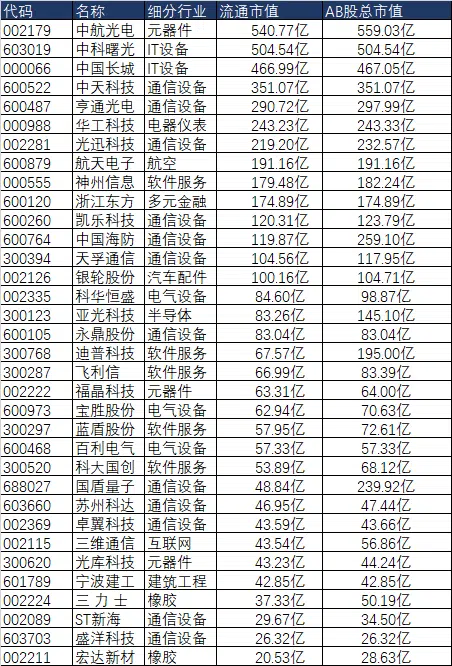 代码 名称 细分行业 流通市值 AB股总市值
002179 中航光电 元器件 540.77亿 559.03亿
603019 中科曙光 IT设备 504.54亿 504.54亿
000066 中国长城 IT设备 466.99亿 467.05亿
600522 中天科技 通信设备 351.07亿 351.07亿
600487 亨通光电 通信设备 290.72亿 297.99亿
000988 华工科技 电器仪表 243.23亿 243.33亿
002281 光迅科技 通信设备 219.20亿 232.57亿
600879 航天电子 航空 191.16亿 191.16亿
000555 神州信息 软件服务 179.48亿 182.24亿
600120 浙江东方 多元金融 174.89亿 174.89亿
600260 凯乐科技 通信设备 120.31亿 123.79亿
600764 中国海防 通信设备 119.87亿 259.10亿
300394 天孚通信 通信设备 104.56亿 117.95亿
002126 银轮股份 汽车配件 100.16亿 104.71亿
002335 科华恒盛 电气设备 84.60亿 98.87亿
300123 亚光科技 半导体 83.26亿 145.10亿
600105 永鼎股份 通信设备 83.04亿 83.04亿
300768 迪普科技 软件服务 67.57亿 195.00亿
300287 飞利信 软件服务 66.99亿 83.39亿
002222 福晶科技 元器件 63.31亿 64.00亿
600973 宝胜股份 电气设备 62.94亿 70.63亿
300297 蓝盾股份 软件服务 57.95亿 72.61亿
600468 百利电气 电气设备 57.33亿 57.33亿
300520 科大国创 软件服务 53.89亿 68.12亿
688027 国盾量子 通信设备 48.84亿 239.92亿
603660 苏州科达 通信设备 46.95亿 47.44亿
002369 卓翼科技 通信设备 43.59亿 43.66亿
002115 三维通信 互联网 43.54亿 56.86亿
300620 光库科技 元器件 43.23亿 44.24亿
601789 宁波建工 建筑工程 42.85亿 42.85亿
002224 三 力 士 橡胶 37.33亿 50.19亿
002089 ST新海 通信设备 29.67亿 34.50亿
603703 盛洋科技 通信设备 26.32亿 26.32亿
002211 宏达新材 橡胶 20.53亿 28.63亿